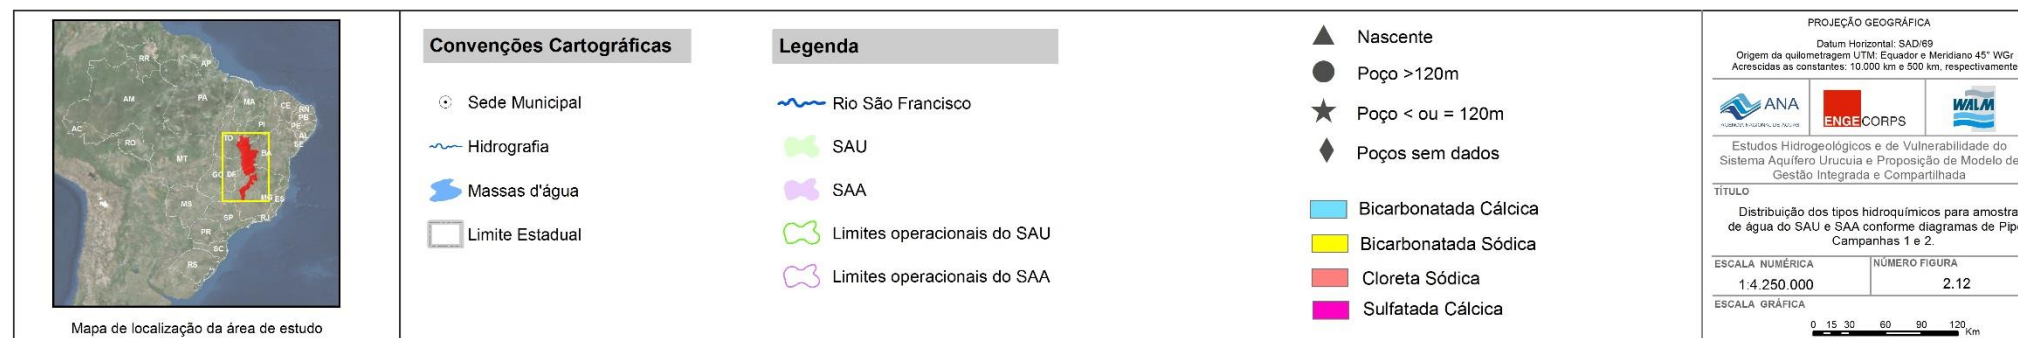 RR
AP
AM
PA
MA
CE
RN
PB
PE
AL
SE
PI
AC
RO
TO
BA
MT
GO
DF
MG
ES
MS
SP
RJ
PR
SC
RS
Mapa de localização da área de estudo
Convenções Cartográficas
Sede Municipal
Hidrografia
Massas d'água
Limite Estadual
Legenda
Rio São Francisco
SAU
SAA
Limites operacionais do SAU
Limites operacionais do SAA
Nascente
Poço >120m
Poço < ou = 120m
Poços sem dados
Bicarbonatada Cálcica
Bicarbonatada Sódica
Cloreta Sódica
Sulfatada Cálcica
PROJEÇÃO GEOGRÁFICA
Datum Horizontal: SAD/69
Origem da quilometragem UTM: Equador e Meridiano 45° WGr
Acrescidas as constantes: 10.000 km e 500 km, respectivamente
ANA
AGÊNCIA NACIONAL DE ÁGUAS
ENGECORPS
WALM
Estudos Hidrogeológicos e de Vulnerabilidade do
Sistema Aquífero Urucuia e Proposição de Modelo de
Gestão Integrada e Compartilhada
TÍTULO
Distribuição dos tipos hidroquímicos para amostra
de água do SAU e SAA conforme diagramas de Pip
Campanhas 1 e 2.
ESCALA NUMÉRICA
1:4.250.000
NÚMERO FIGURA
2.12
ESCALA GRÁFICA
0 15 30 60 90 120 Km